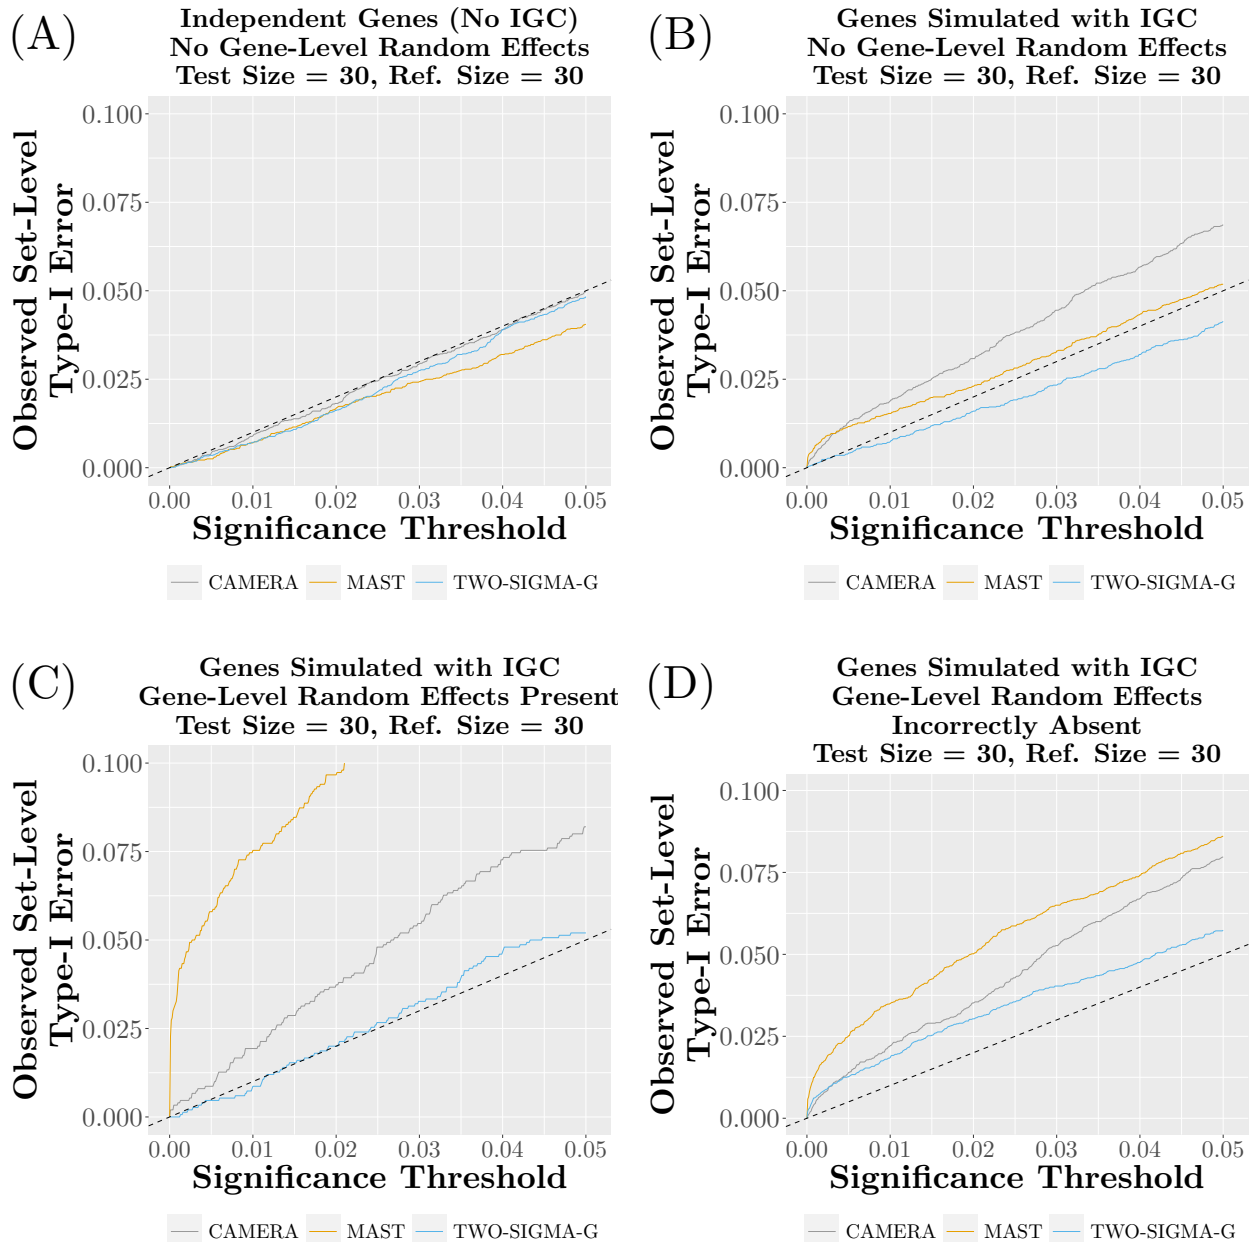 (A)
Independent Genes (No IGC)
No Gene-Level Random Effects
Test Size = 30, Ref. Size = 30
Observed Set-Level
Type-I Error
0.100
0.075
0.050
0.025
0.000
0.00 0.01 0.02 0.03 0.04 0.05
Significance Threshold
CAMERA MAST TWO-SIGMA-G
(B)
Genes Simulated with IGC
No Gene-Level Random Effects
Test Size = 30, Ref. Size = 30
Observed Set-Level
Type-I Error
0.100
0.075
0.050
0.025
0.000
0.00 0.01 0.02 0.03 0.04 0.05
Significance Threshold
CAMERA MAST TWO-SIGMA-G
(C)
Genes Simulated with IGC
Gene-Level Random Effects Present
Test Size = 30, Ref. Size = 30
Observed Set-Level
Type-I Error
0.100
0.075
0.050
0.025
0.000
0.00 0.01 0.02 0.03 0.04 0.05
Significance Threshold
CAMERA MAST TWO-SIGMA-G
(D)
Genes Simulated with IGC
Gene-Level Random Effects
Incorrectly Absent
Test Size = 30, Ref. Size = 30
Observed Set-Level
Type-I Error
0.100
0.075
0.050
0.025
0.000
0.00 0.01 0.02 0.03 0.04 0.05
Significance Threshold
CAMERA MAST TWO-SIGMA-G